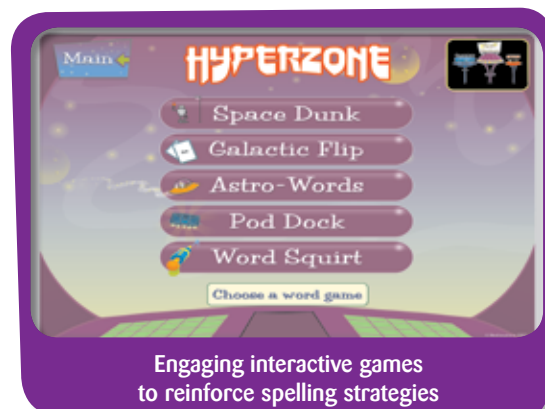 Main
HYPERZONE
Space Dunk
Galactic Flip
Astro-Words
Pod Dock
Word Squirt
Choose a word game
Engaging interactive games
to reinforce spelling strategies